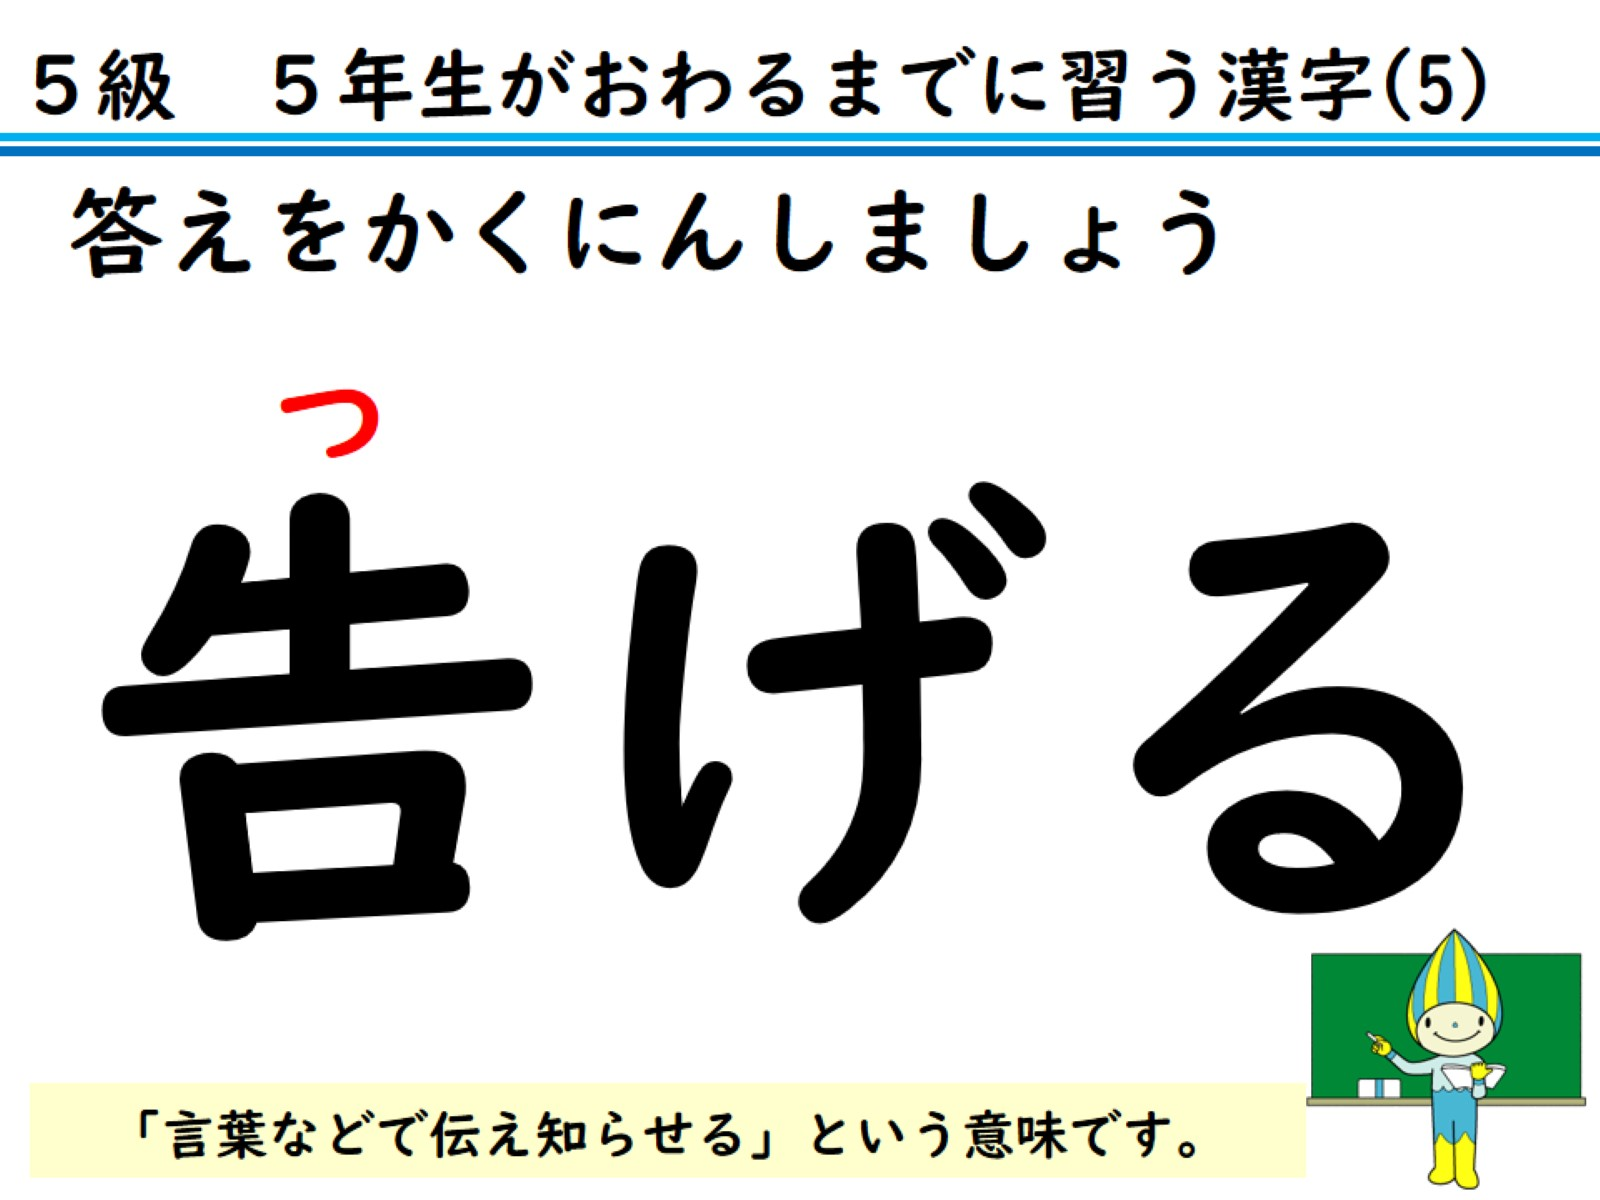 ５級　５年生がおわるまでに習う漢字(5)
答えをかくにんしましょう
つ
告げる
「言葉などで伝え知らせる」という意味です。